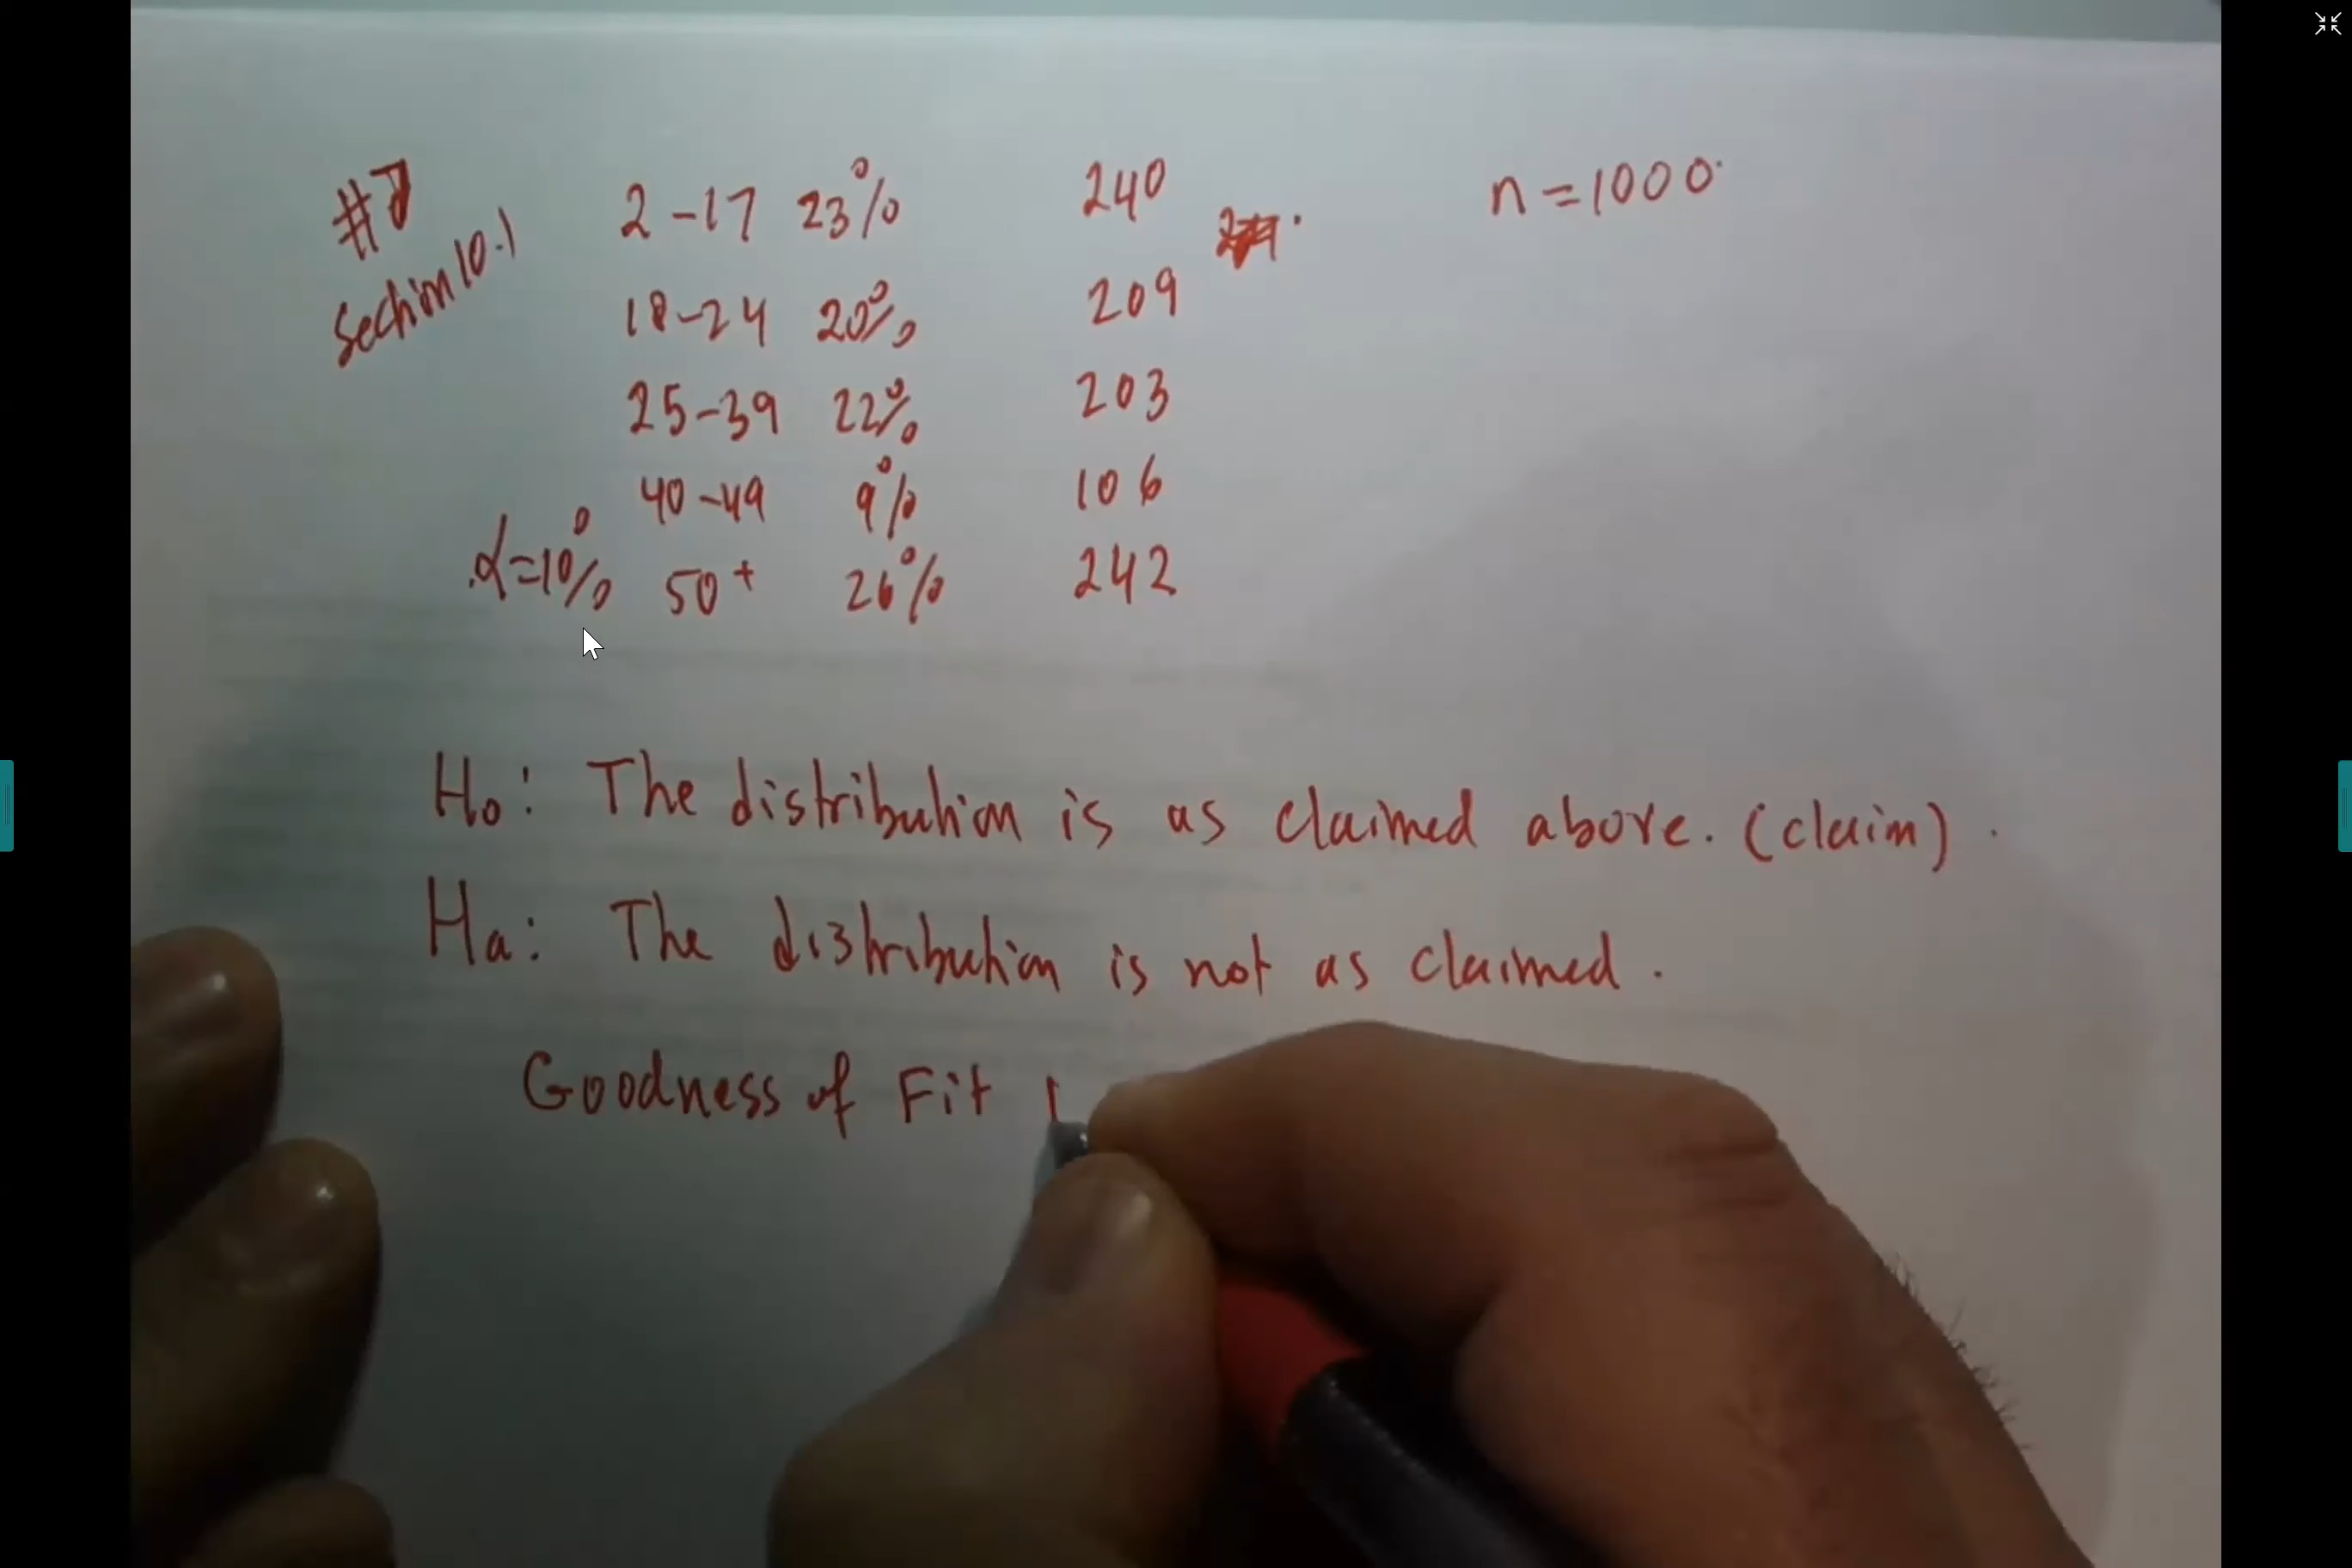 #7
Section 10.1
2-17 23% 240
n = 1000
18-24 20% 209
25-39 22% 203
40-49 9% 106
α=10%
50+ 26% 242
Ho: The distribution is as claimed above. (claim).
Ha: The distribution is not as claimed.
Goodness of Fit